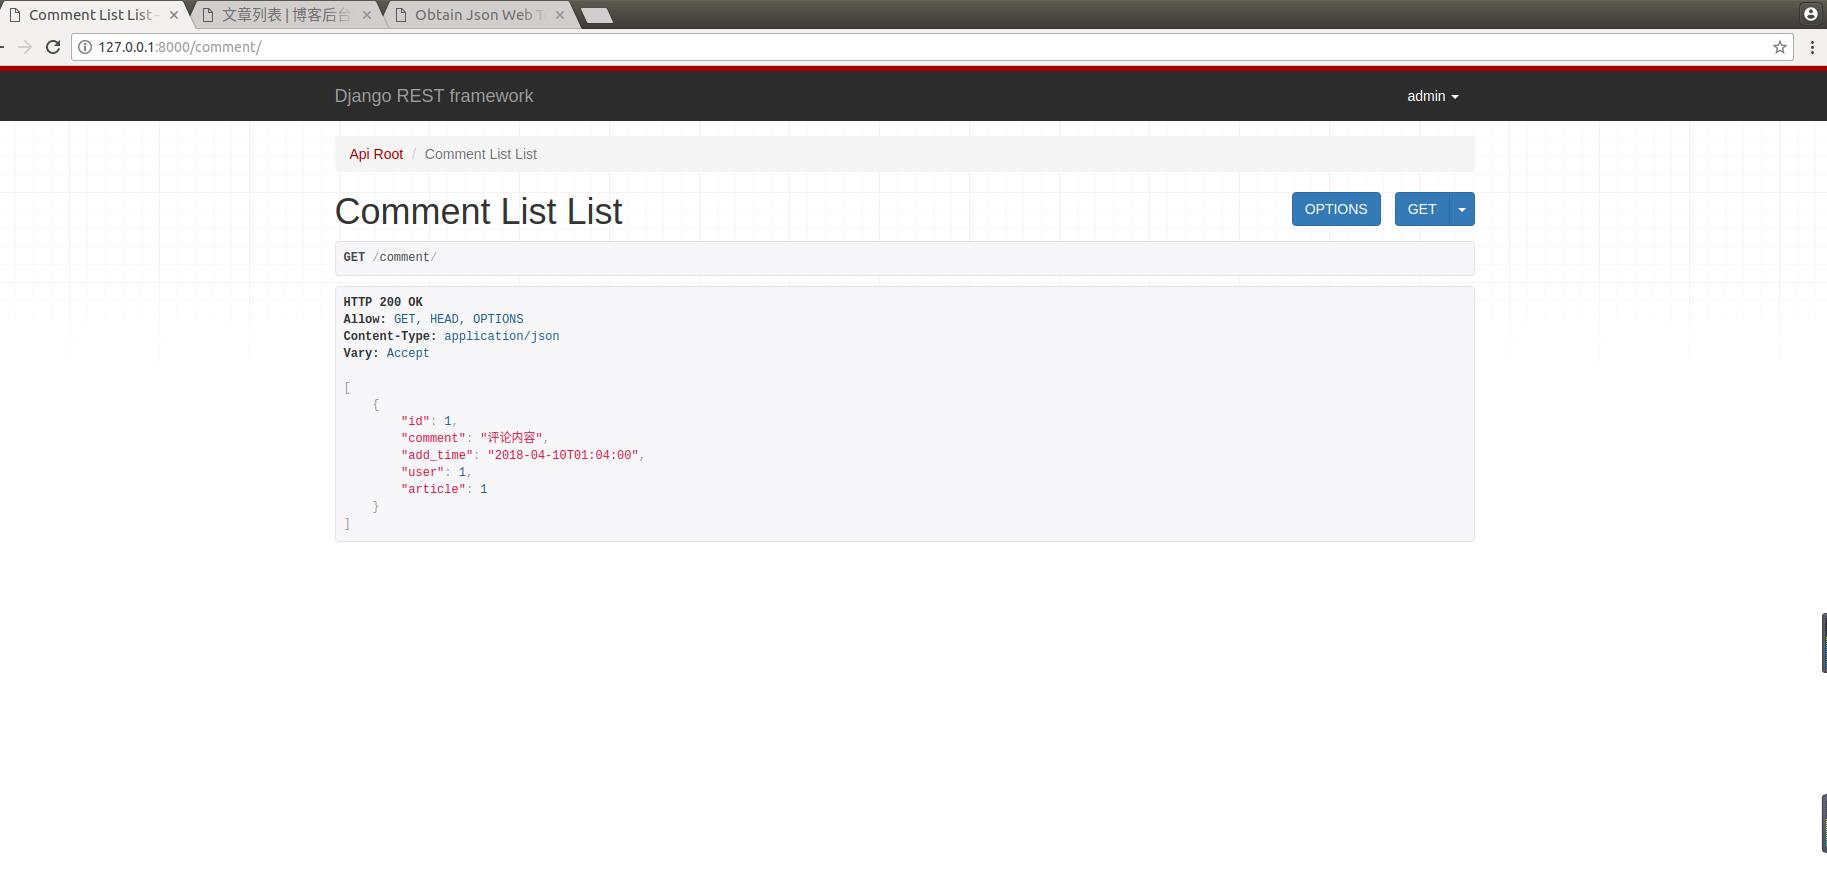 Comment List List -
文章列表 | 博客后台
Obtain Json Web T
127.0.0.1:8000/comment/
Django REST framework
admin
Api Root / Comment List List
Comment List List
OPTIONS
GET
GET /comment/
HTTP 200 OK
Allow: GET, HEAD, OPTIONS
Content-Type: application/json
Vary: Accept
[
{
"id": 1,
"comment": "评论内容",
"add_time": "2018-04-10T01:04:00",
"user": 1,
"article": 1
}
]